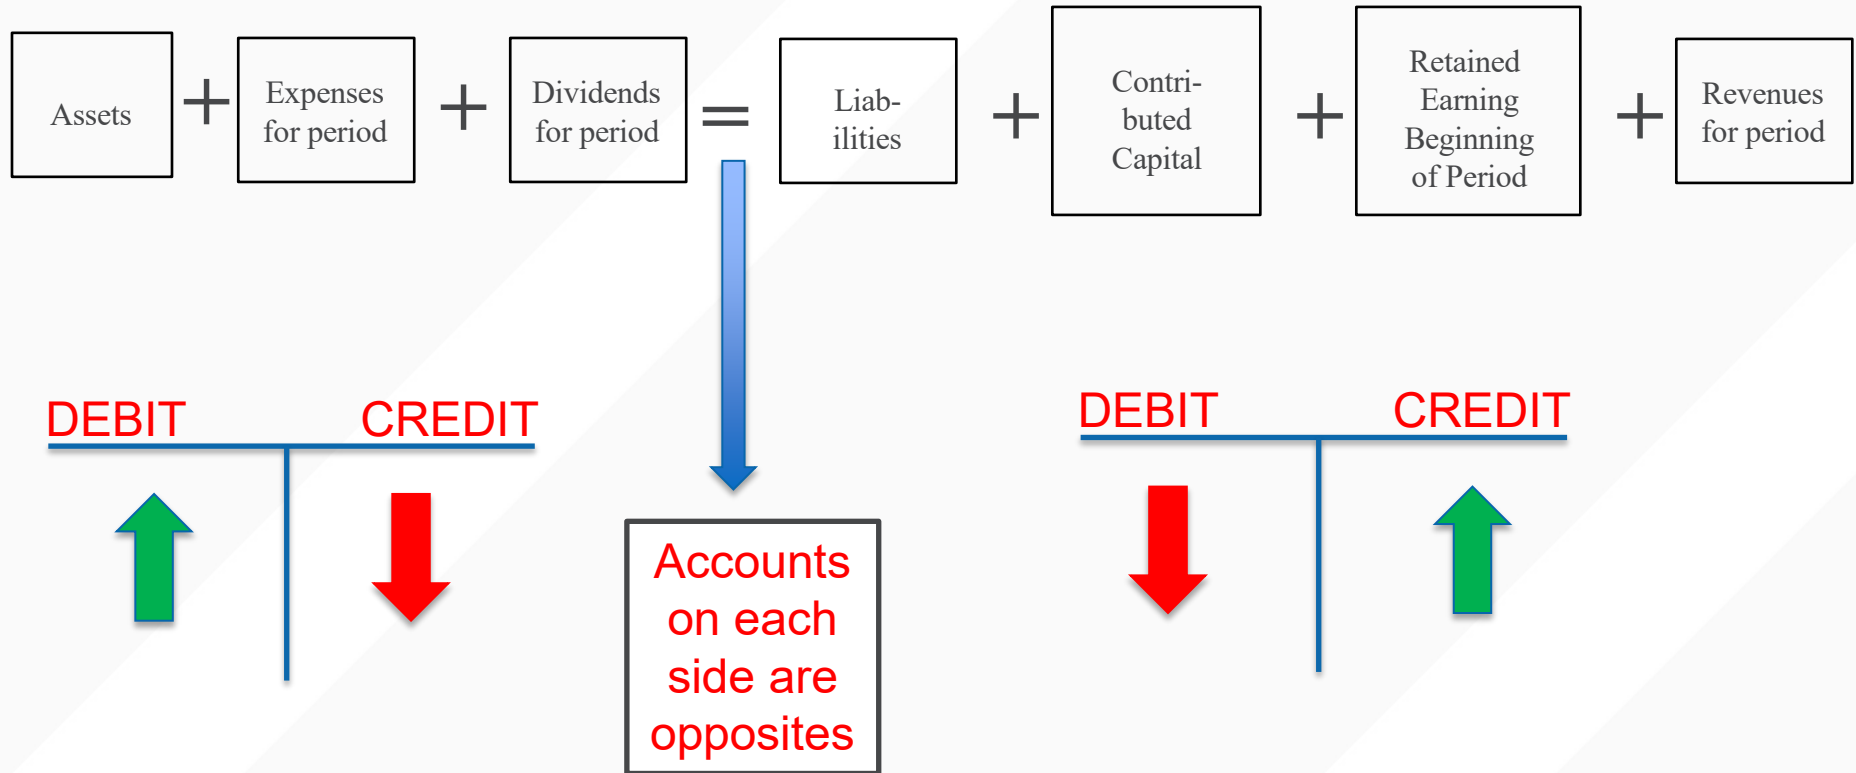 Assets
+
Expenses
for period
+
Dividends
for period
=
Liab-
ilities
+
Contri-
buted
Capital
+
Retained
Earning
Beginning
of Period
+
Revenues
for period
DEBIT
CREDIT
Accounts
on each
side are
opposites
DEBIT
CREDIT